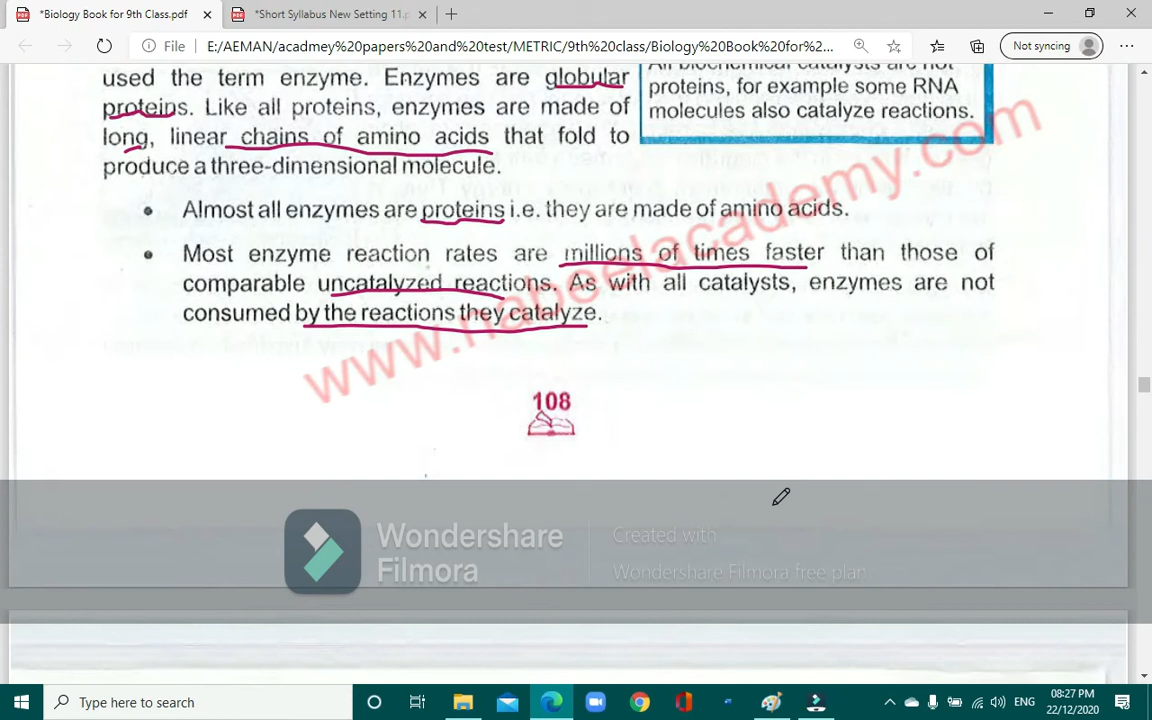 *Biology Book for 9th Class.pdf
*Short Syllabus New Setting 11.p
File E:/AEMAN/acadmey%20papers%20and%20test/METRIC/9th%20class/Biology%20Book%20for%2... Not syncing
used the term enzyme. Enzymes are globular
proteins. Like all proteins, enzymes are made of
long, linear chains of amino acids that fold to
produce a three-dimensional molecule.
All biochemical catalysts are not
proteins, for example some RNA
molecules also catalyze reactions.
• Almost all enzymes are proteins i.e. they are made of amino acids.
• Most enzyme reaction rates are millions of times faster than those of
comparable uncatalyzed reactions. As with all catalysts, enzymes are not
consumed by the reactions they catalyze.
www.nabeelacademy.com
108
Wondershare
Filmora
Created with
Wondershare Filmora free plan
Type here to search
ENG
08:27 PM
22/12/2020